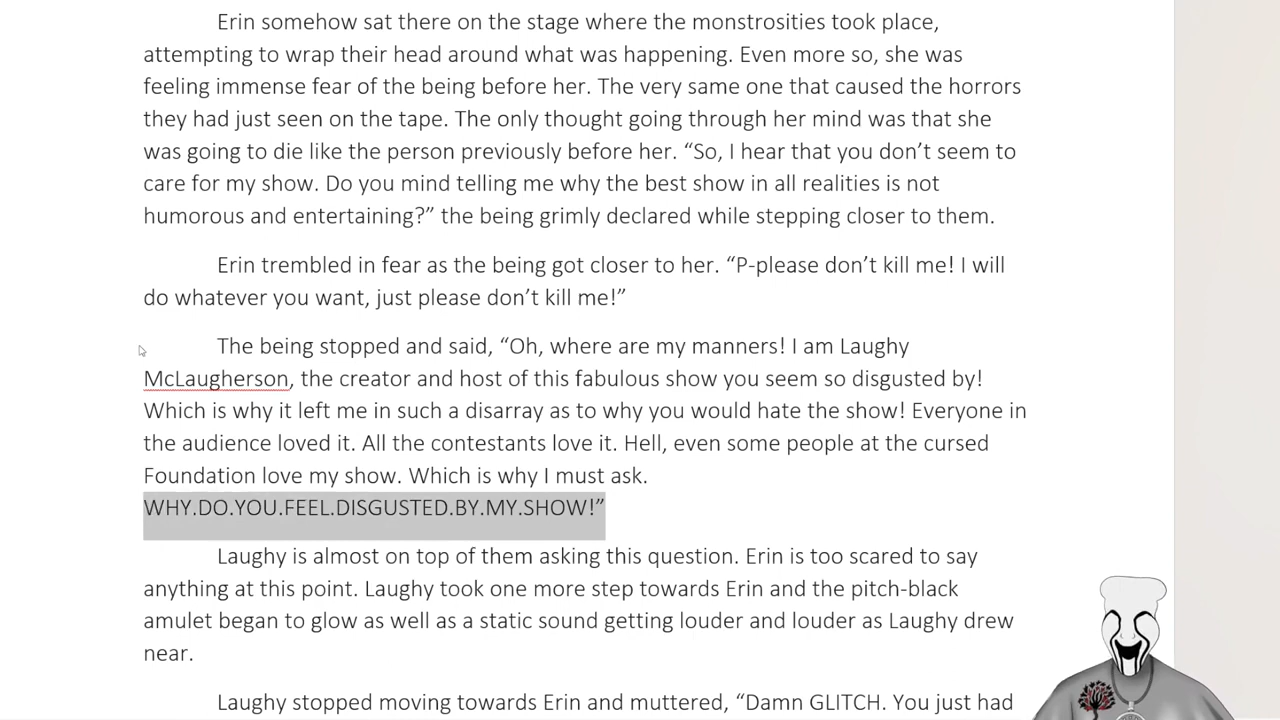 Erin somehow sat there on the stage where the monstrosities took place,
attempting to wrap their head around what was happening. Even more so, she was
feeling immense fear of the being before her. The very same one that caused the horrors
they had just seen on the tape. The only thought going through her mind was that she
was going to die like the person previously before her. “So, I hear that you don’t seem to
care for my show. Do you mind telling me why the best show in all realities is not
humorous and entertaining?” the being grimly declared while stepping closer to them.
Erin trembled in fear as the being got closer to her. “P-please don’t kill me! I will
do whatever you want, just please don’t kill me!”
The being stopped and said, “Oh, where are my manners! I am Laughy
McLaugherson, the creator and host of this fabulous show you seem so disgusted by!
Which is why it left me in such a disarray as to why you would hate the show! Everyone in
the audience loved it. All the contestants love it. Hell, even some people at the cursed
Foundation love my show. Which is why I must ask.
WHY.DO.YOU.FEEL.DISGUSTED.BY.MY.SHOW!”
Laughy is almost on top of them asking this question. Erin is too scared to say
anything at this point. Laughy took one more step towards Erin and the pitch-black
amulet began to glow as well as a static sound getting louder and louder as Laughy drew
near.
Laughy stopped moving towards Erin and muttered, “Damn GLITCH. You just had